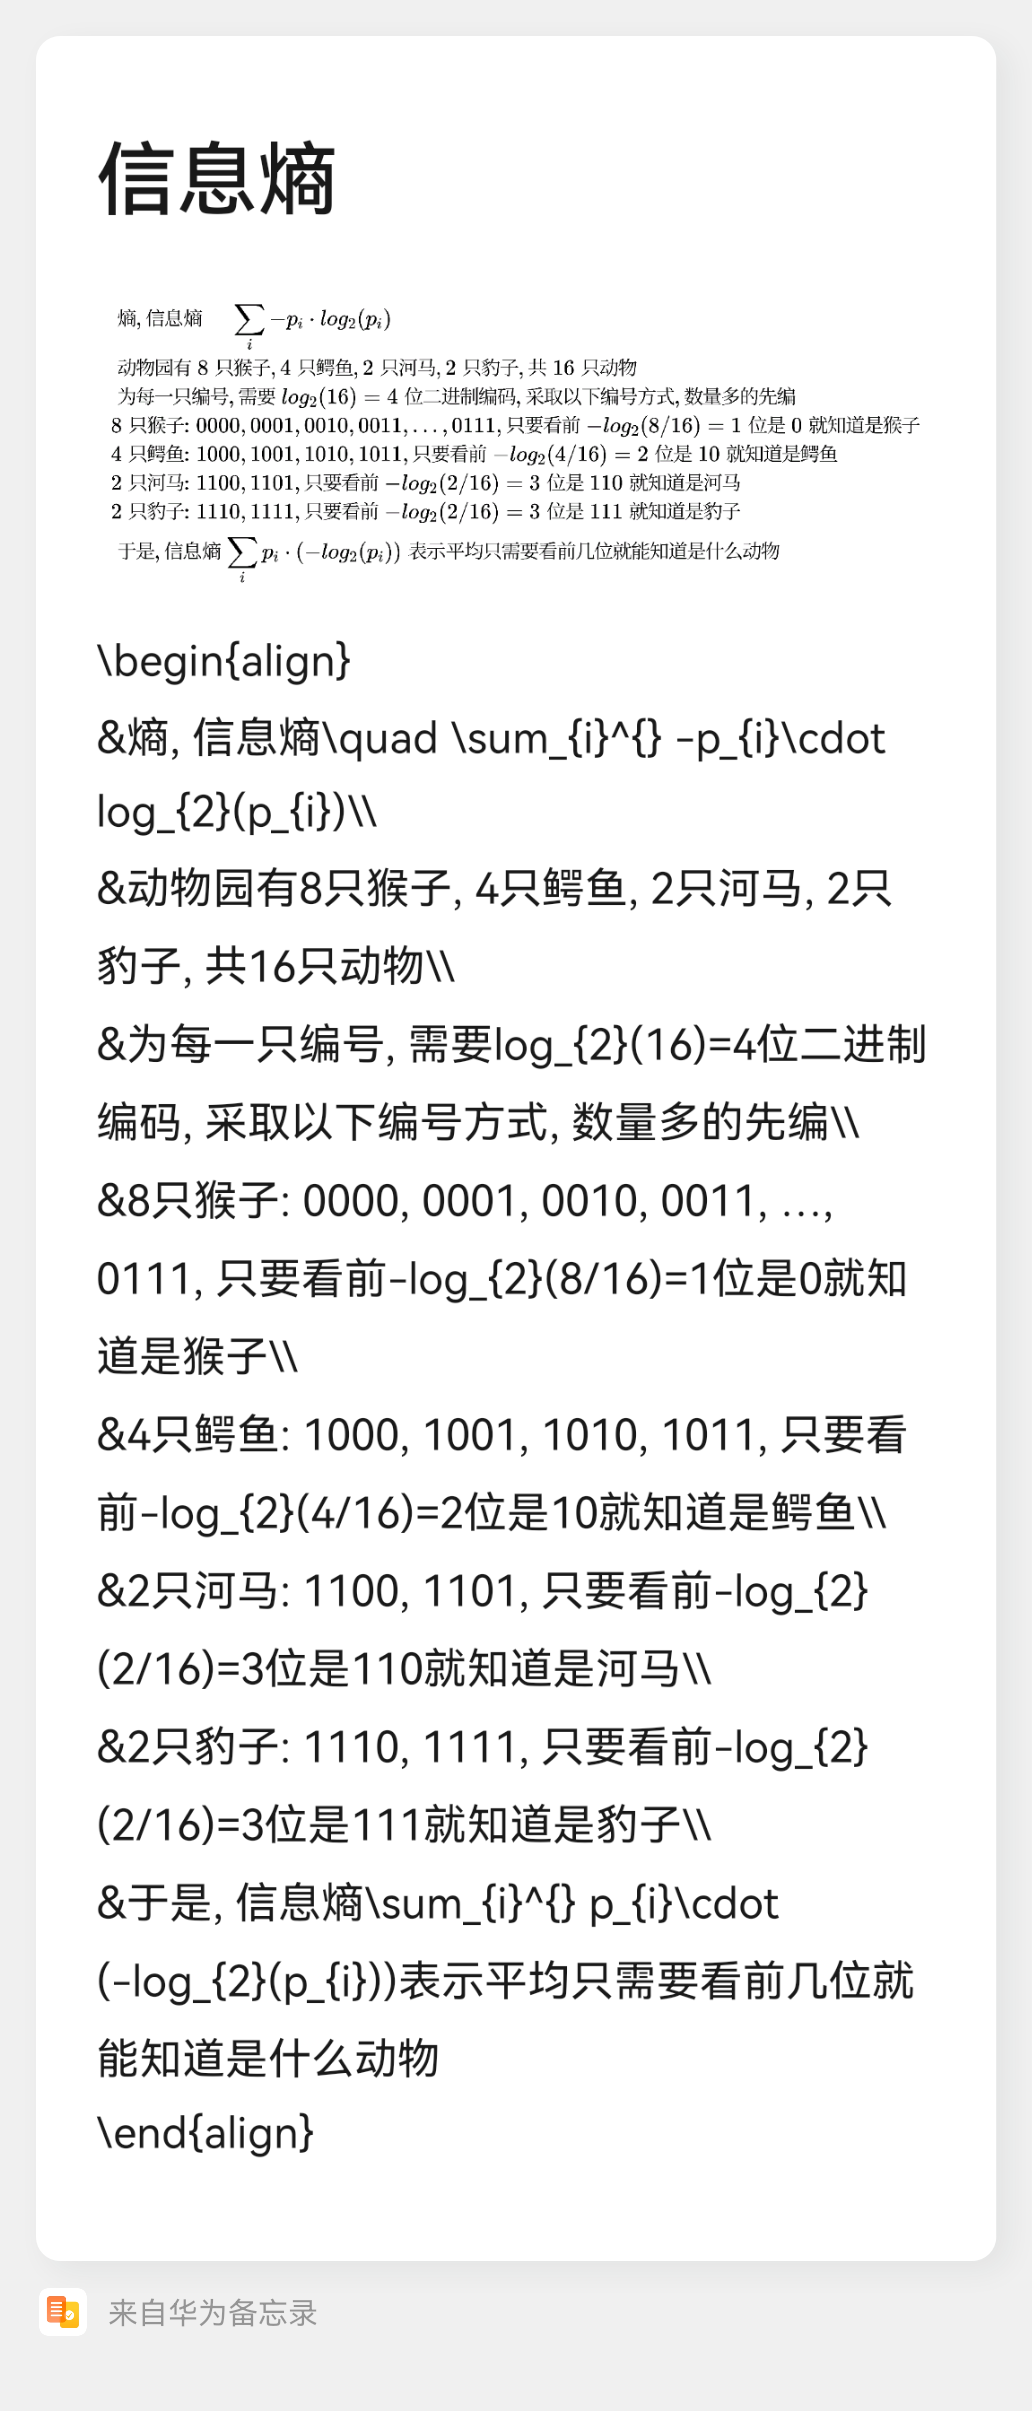 信息熵
熵, 信息熵 ∑_i −p_i · log_2(p_i)
动物园有 8 只猴子, 4 只鳄鱼, 2 只河马, 2 只豹子, 共 16 只动物
为每一只编号, 需要 log_2(16) = 4 位二进制编码, 采取以下编号方式, 数量多的先编
8 只猴子: 0000, 0001, 0010, 0011, . . . , 0111, 只要看前 −log_2(8/16) = 1 位是 0 就知道是猴子
4 只鳄鱼: 1000, 1001, 1010, 1011, 只要看前 −log_2(4/16) = 2 位是 10 就知道是鳄鱼
2 只河马: 1100, 1101, 只要看前 −log_2(2/16) = 3 位是 110 就知道是河马
2 只豹子: 1110, 1111, 只要看前 −log_2(2/16) = 3 位是 111 就知道是豹子
于是, 信息熵 ∑_i p_i · (−log_2(p_i)) 表示平均只需要看前几位就能知道是什么动物
\begin{align}
&熵, 信息熵\quad \sum_{i}^{} -p_{i}\cdot
log_{2}(p_{i})\\
&动物园有8只猴子, 4只鳄鱼, 2只河马, 2只
豹子, 共16只动物\\
&为每一只编号, 需要log_{2}(16)=4位二进制
编码, 采取以下编号方式, 数量多的先编\\
&8只猴子: 0000, 0001, 0010, 0011, ...,
0111, 只要看前-log_{2}(8/16)=1位是0就知
道是猴子\\
&4只鳄鱼: 1000, 1001, 1010, 1011, 只要看
前-log_{2}(4/16)=2位是10就知道是鳄鱼\\
&2只河马: 1100, 1101, 只要看前-log_{2}
(2/16)=3位是110就知道是河马\\
&2只豹子: 1110, 1111, 只要看前-log_{2}
(2/16)=3位是111就知道是豹子\\
&于是, 信息熵\sum_{i}^{} p_{i}\cdot
(-log_{2}(p_{i}))表示平均只需要看前几位就
能知道是什么动物
\end{align}
来自华为备忘录